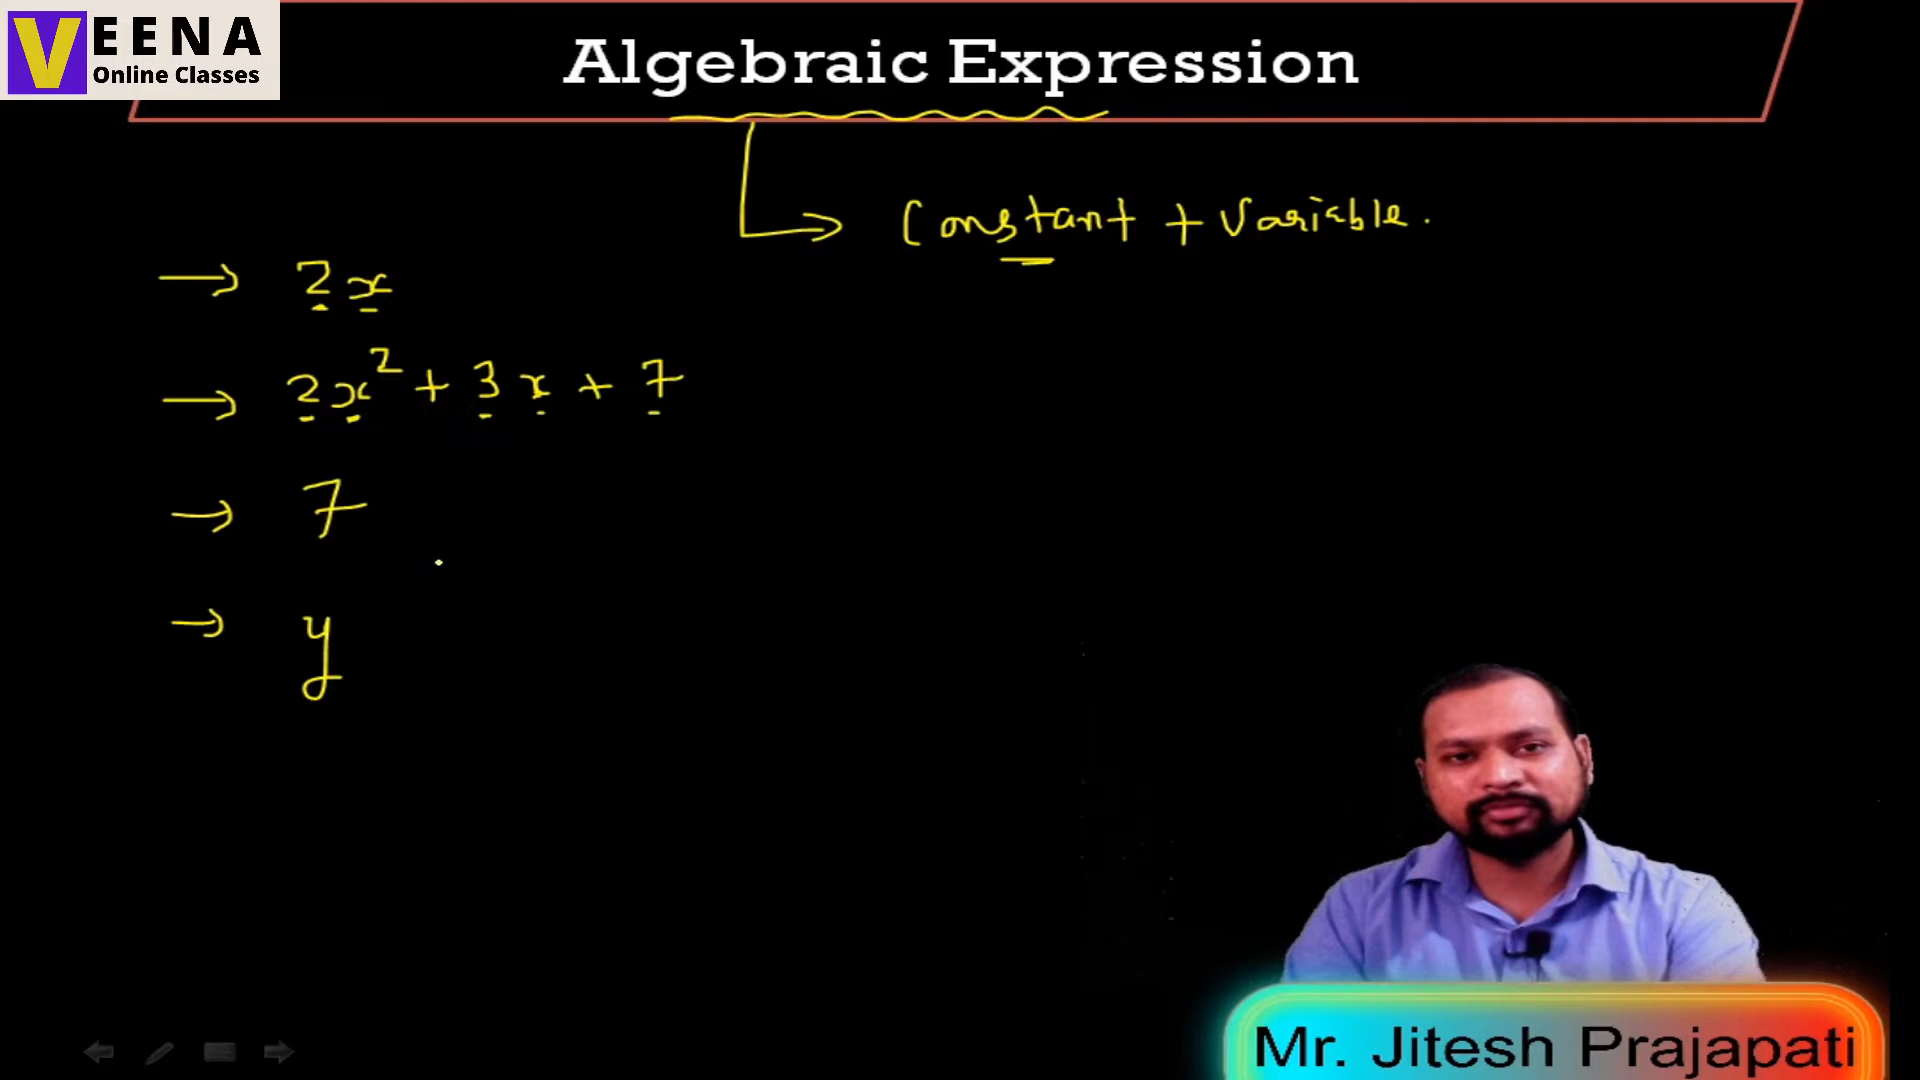 VEENA
Online Classes
Algebraic Expression
Constant + Variable.
→ 2x
→ 2x² + 3x + 7
→ 7
→ y
Mr. Jitesh Prajapati